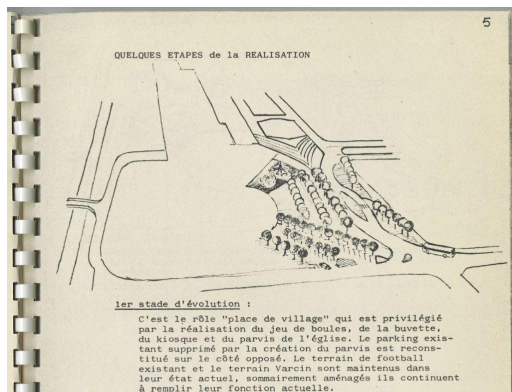 5
QUELQUES ETAPES de la REALISATION
1er stade d'évolution :
C'est le rôle "place de village" qui est privilégié
par la réalisation du jeu de boules, de la buvette,
du kiosque et du parvis de l'église. Le parking exis-
tant supprimé par la création du parvis est recons-
titué sur le côté opposé. Le terrain de football
existant et le terrain Varcin sont maintenus dans
leur état actuel, sommairement aménagés ils continuent
à remplir leur fonction actuelle.